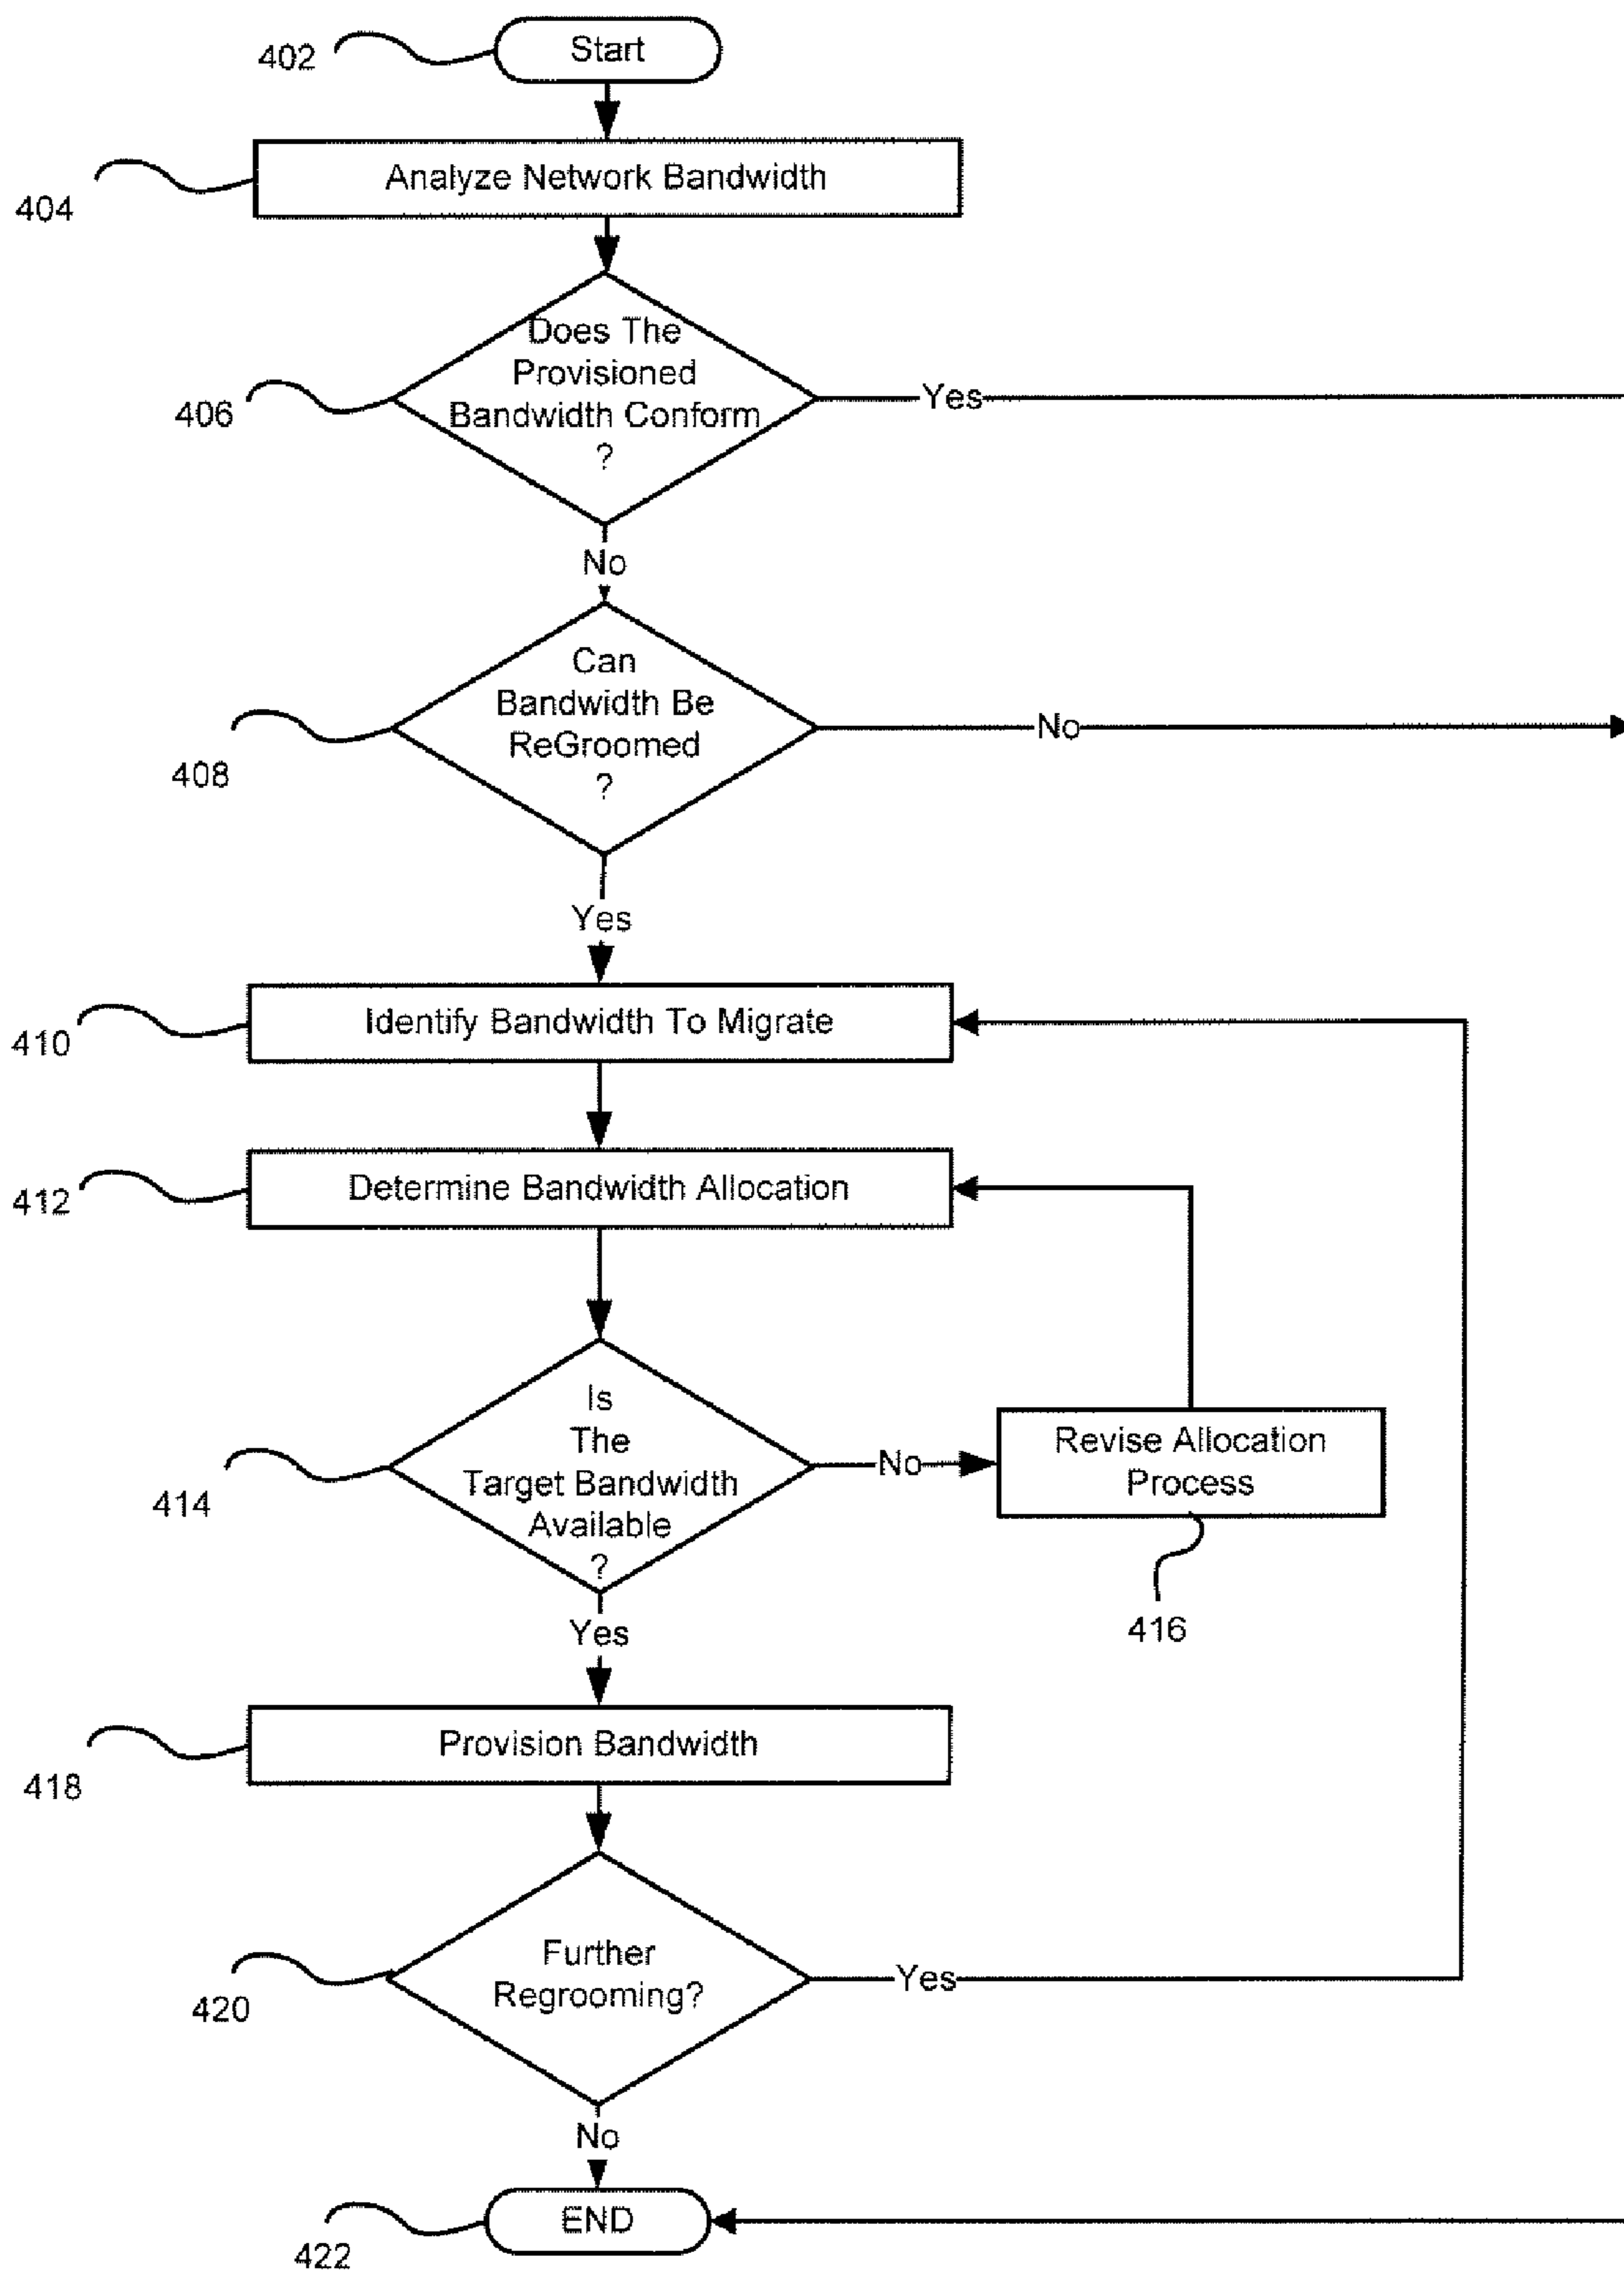 402
Start
404
Analyze Network Bandwidth
406
Does The
Provisioned
Bandwidth Conform
?
Yes
No
408
Can
Bandwidth Be
ReGroomed
?
No
Yes
410
Identify Bandwidth To Migrate
412
Determine Bandwidth Allocation
414
Is
The
Target Bandwidth
Available
?
No
Revise Allocation
Process
416
Yes
418
Provision Bandwidth
420
Further
Regrooming?
Yes
No
422
END